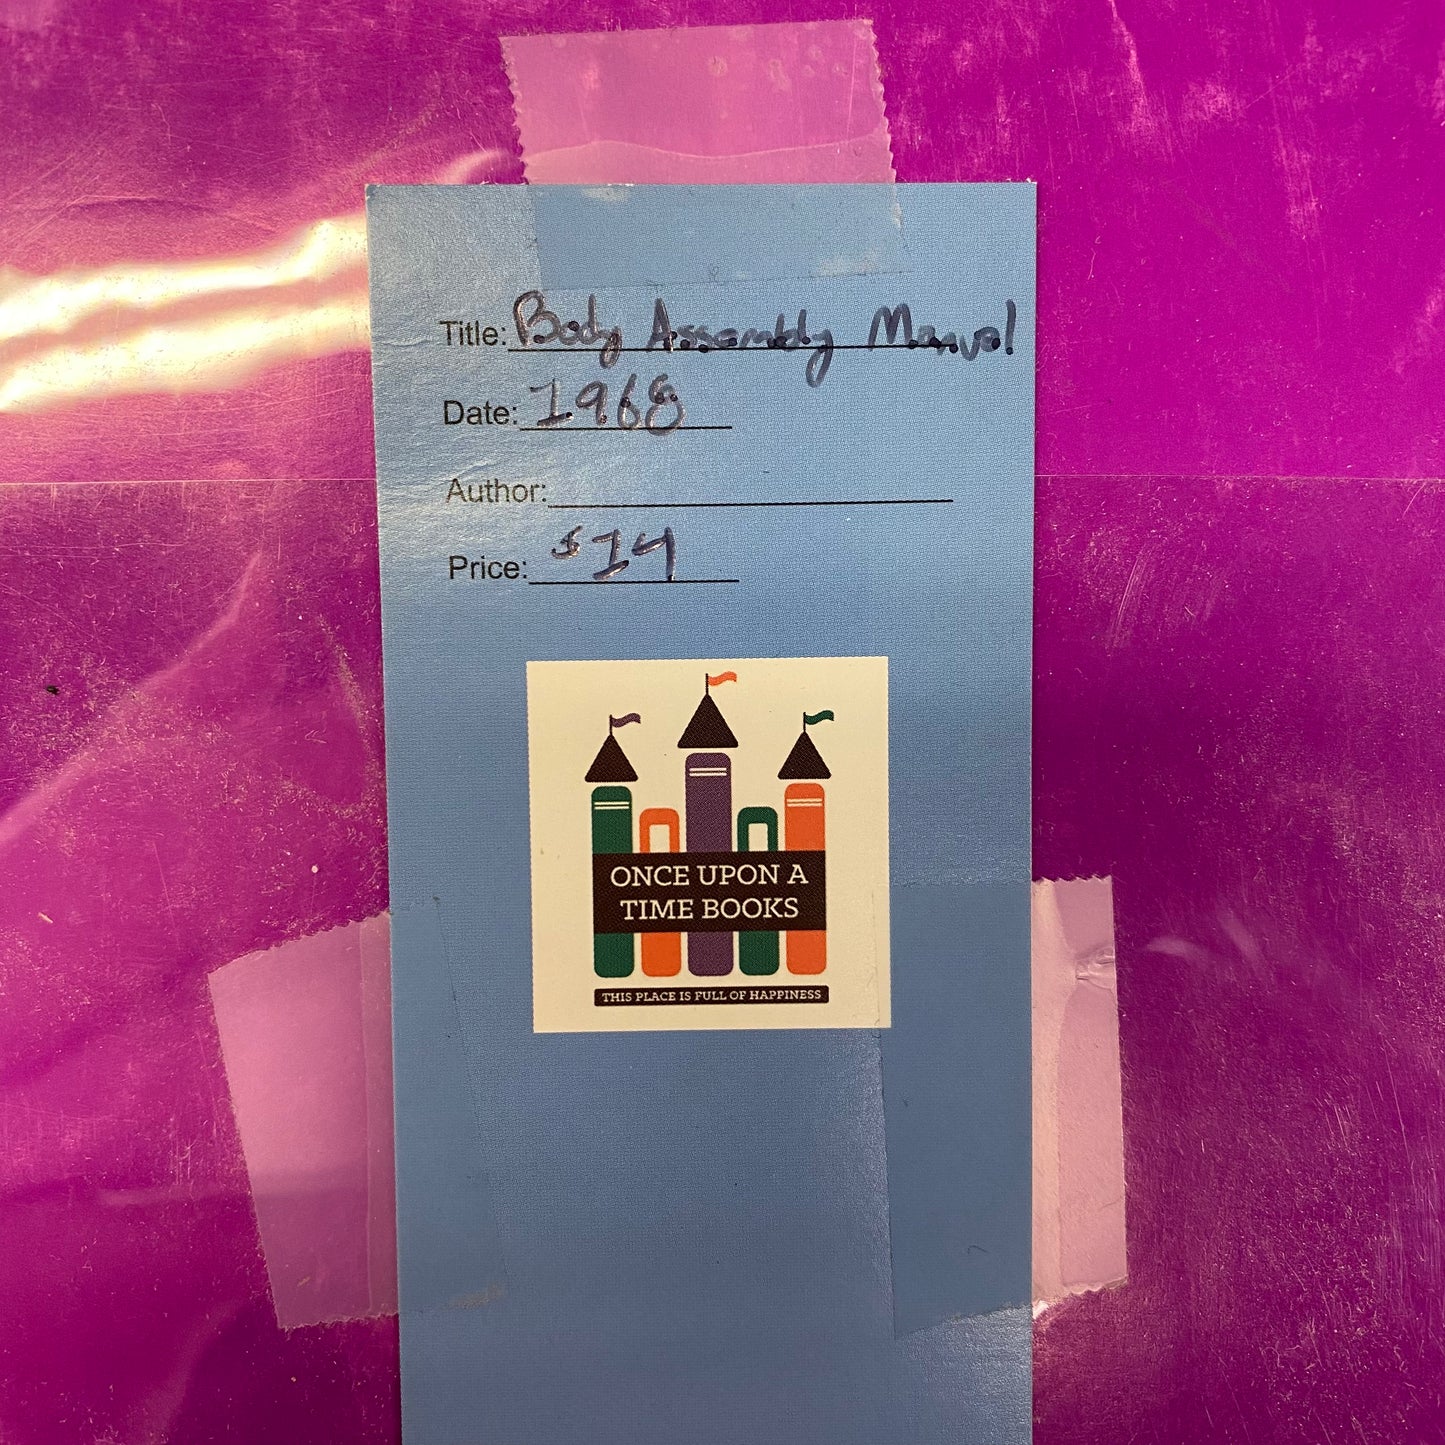 Title: Body Assembly Manual
Date: 1968
Author:
Price: $14
ONCE UPON A
TIME BOOKS
THIS PLACE IS FULL OF HAPPINESS